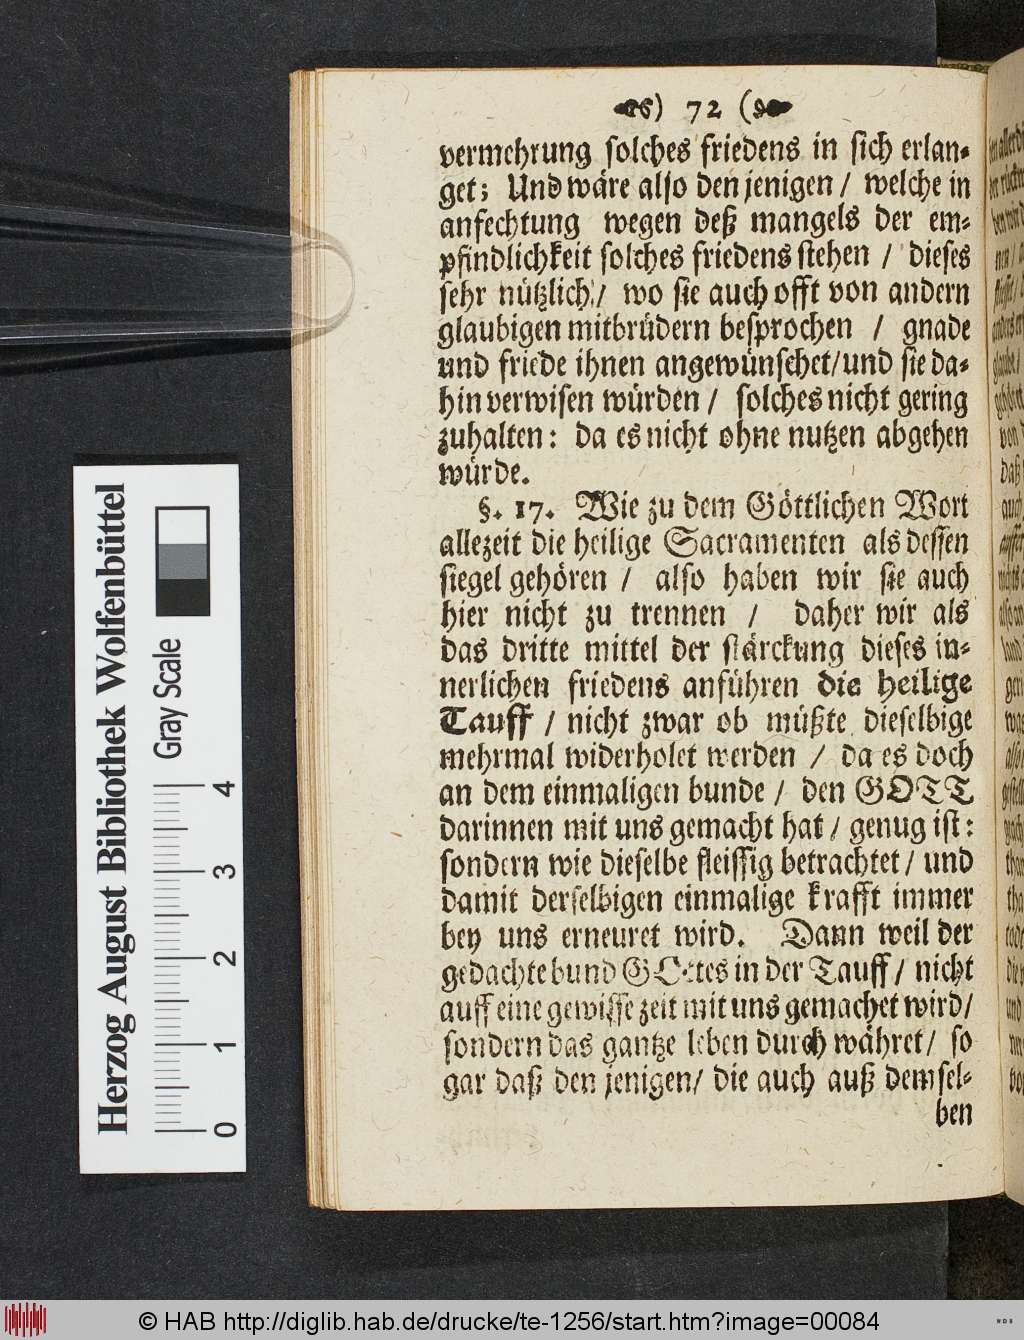 ) 72 (
vermehrung solches friedens in sich erlan-
get; Und wäre also den jenigen / welche in
anfechtung wegen deß mangels der em-
pfindlichkeit solches friedens stehen / dieses
sehr nützlich / wo sie auch offt von andern
glaubigen mitbrüdern besprochen / gnade
und friede ihnen angewünschet/und sie da-
hin verwisen würden / solches nicht gering
zuhalten: da es nicht ohne nutzen abgehen
würde.
§. 17. Wie zu dem Göttlichen Wort
allezeit die heilige Sacramenten als dessen
siegel gehören / also haben wir sie auch
hier nicht zu trennen / daher wir als
das dritte mittel der stärckung dieses in-
nerlichen friedens anführen die heilige
Tauff / nicht zwar ob müßte dieselbige
mehrmal widerholet werden / da es doch
an dem einmaligen bunde / den GOTT
darinnen mit uns gemacht hat / genug ist:
sondern wie dieselbe fleissig betrachtet / und
damit derselbigen einmalige krafft immer
bey uns erneuret wird. Dann weil der
gedachte bund GOttes in der Tauff / nicht
auff eine gewisse zeit mit uns gemachet wird/
sondern das gantze leben durch währet/ so
gar daß den jenigen/ die auch auß demsel-
ben
Herzog August Bibliothek Wolfenbüttel
Gray Scale
0 1 2 3 4
© HAB http://diglib.hab.de/drucke/te-1256/start.htm?image=00084